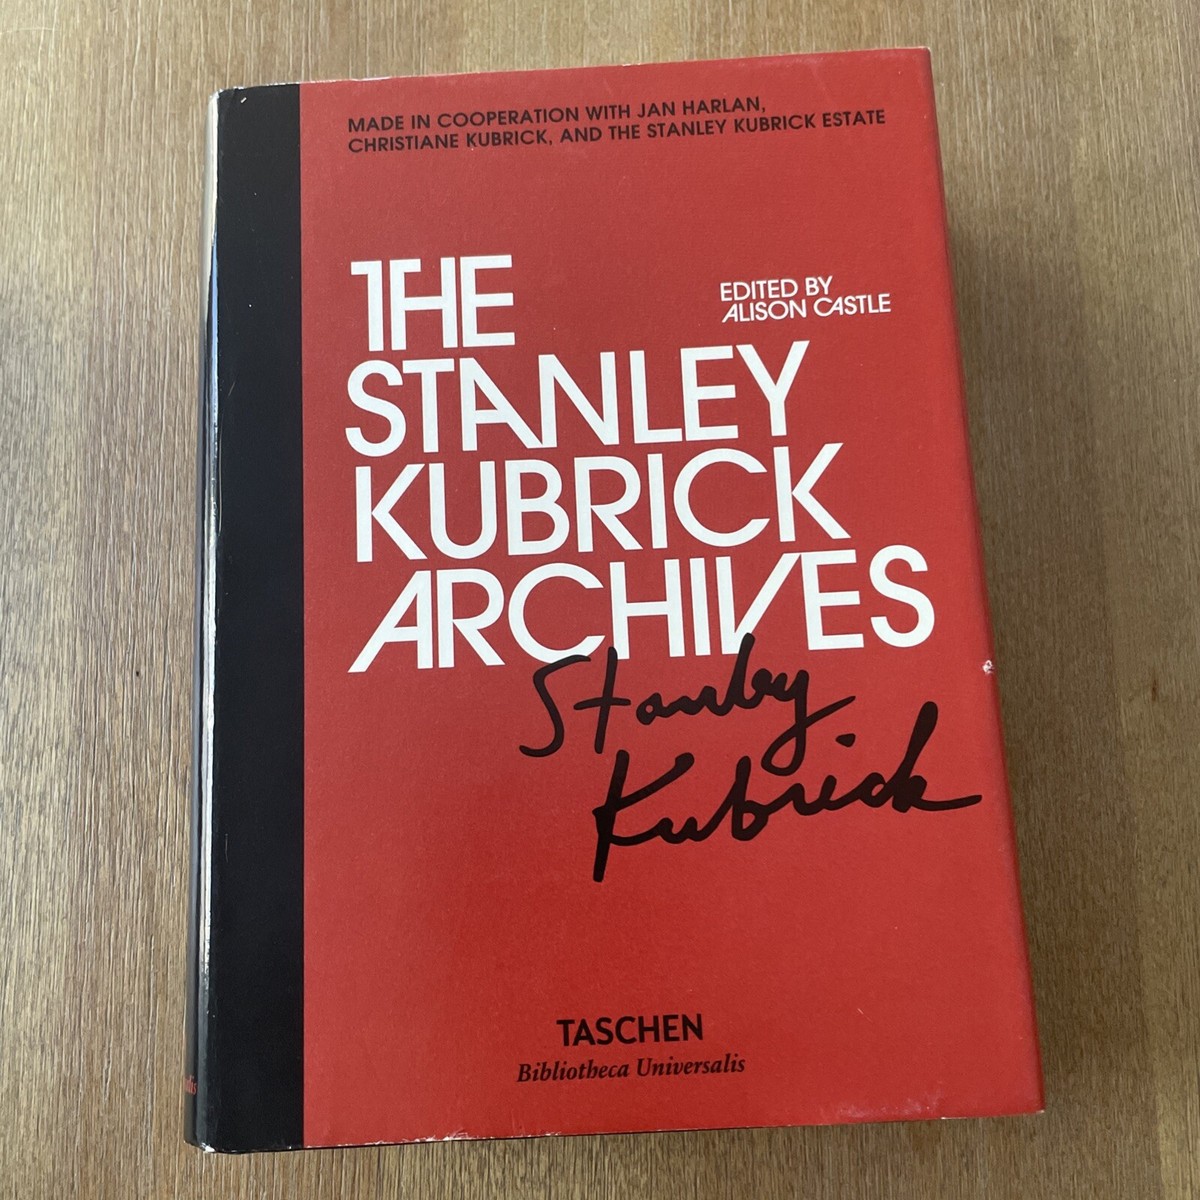 MADE IN COOPERATION WITH JAN HARLAN,
CHRISTIANE KUBRICK, AND THE STANLEY KUBRICK ESTATE
THE
STANLEY
KUBRICK
ARCHIVES
EDITED BY
ALISON CASTLE
Stanley
Kubrick
TASCHEN
Bibliotheca Universalis